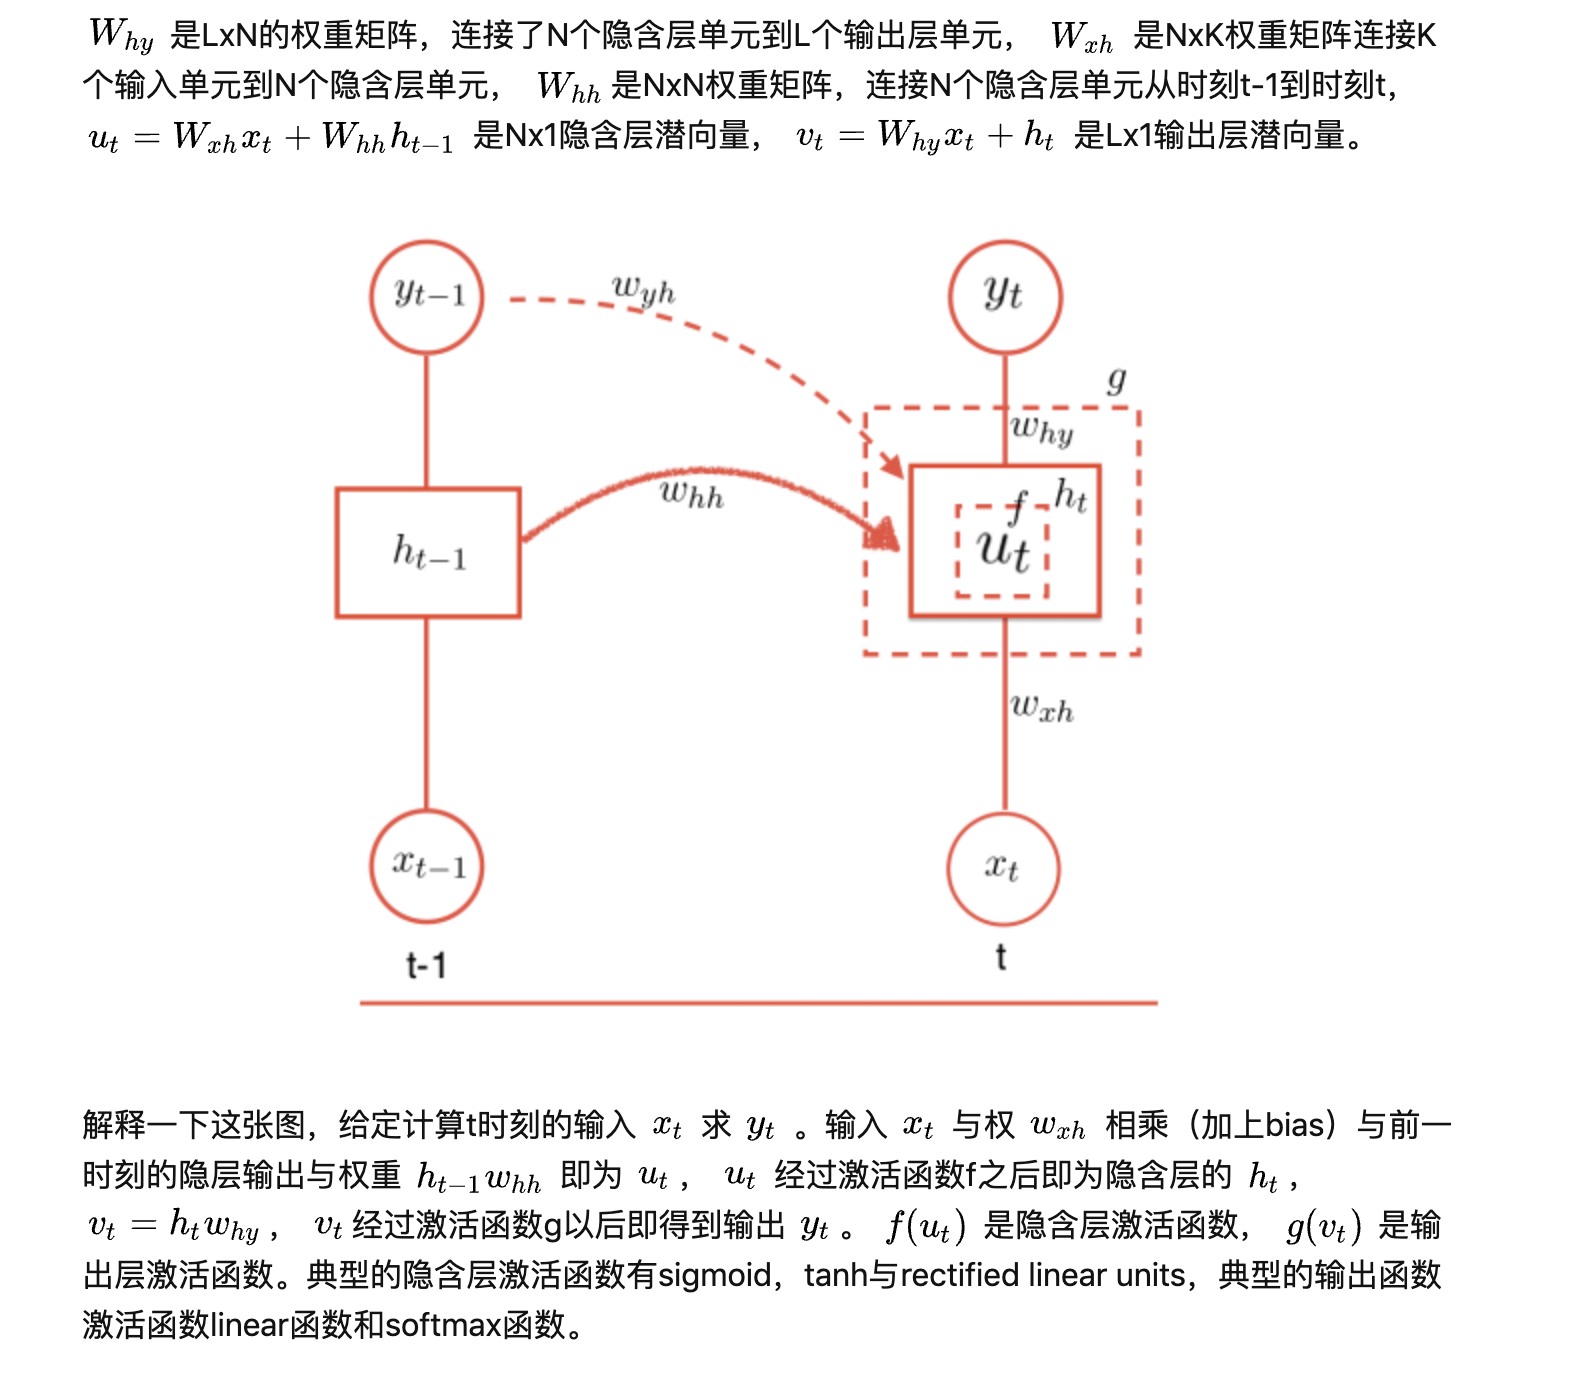 W_{hy} 是LxN的权重矩阵，连接了N个隐含层单元到L个输出层单元， W_{xh} 是NxK权重矩阵连接K
个输入单元到N个隐含层单元， W_{hh} 是NxN权重矩阵，连接N个隐含层单元从时刻t-1到时刻t，
u_t = W_{xh}x_t + W_{hh}h_{t-1} 是Nx1隐含层潜向量， v_t = W_{hy}x_t + h_t 是Lx1输出层潜向量。
y_{t-1}
w_{yh}
y_t
g
w_{hy}
w_{hh}
h_{t-1}
f
h_t
u_t
w_{xh}
x_{t-1}
x_t
t-1
t
解释一下这张图，给定计算t时刻的输入 x_t 求 y_t 。输入 x_t 与权 w_{xh} 相乘（加上bias）与前一
时刻的隐层输出与权重 h_{t-1}w_{hh} 即为 u_t ， u_t 经过激活函数f之后即为隐含层的 h_t ，
v_t = h_t w_{hy} ， v_t 经过激活函数g以后即得到输出 y_t 。 f(u_t) 是隐含层激活函数， g(v_t) 是输
出层激活函数。典型的隐含层激活函数有sigmoid，tanh与rectified linear units，典型的输出函数
激活函数linear函数和softmax函数。